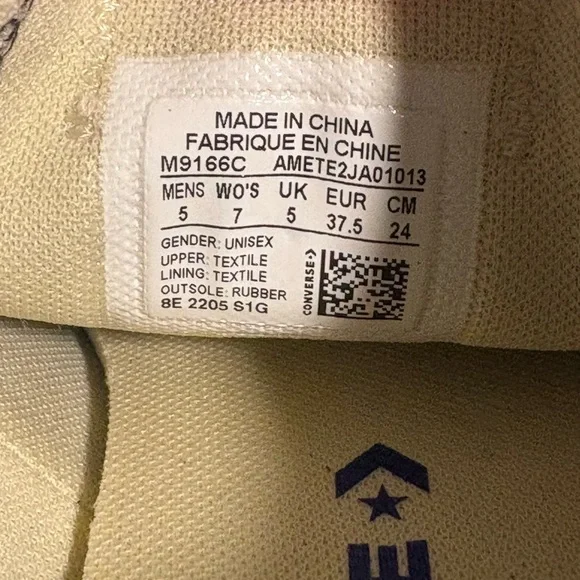 MADE IN CHINA
FABRIQUE EN CHINE
M9166C AMETE2JA01013
MENS WO'S UK EUR CM
5 7 5 37.5 24
GENDER: UNISEX
UPPER: TEXTILE
LINING: TEXTILE
OUTSOLE: RUBBER
8E 2205 S1G
CONVERSE
E